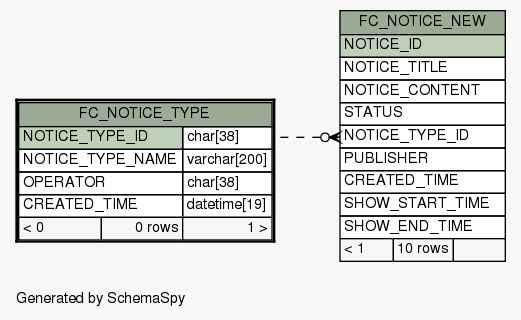 FC_NOTICE_NEW
NOTICE_ID
NOTICE_TITLE
NOTICE_CONTENT
STATUS
NOTICE_TYPE_ID
PUBLISHER
CREATED_TIME
SHOW_START_TIME
SHOW_END_TIME
< 1 10 rows
FC_NOTICE_TYPE
NOTICE_TYPE_ID char[38]
NOTICE_TYPE_NAME varchar[200]
OPERATOR char[38]
CREATED_TIME datetime[19]
< 0 0 rows 1 >
Generated by SchemaSpy